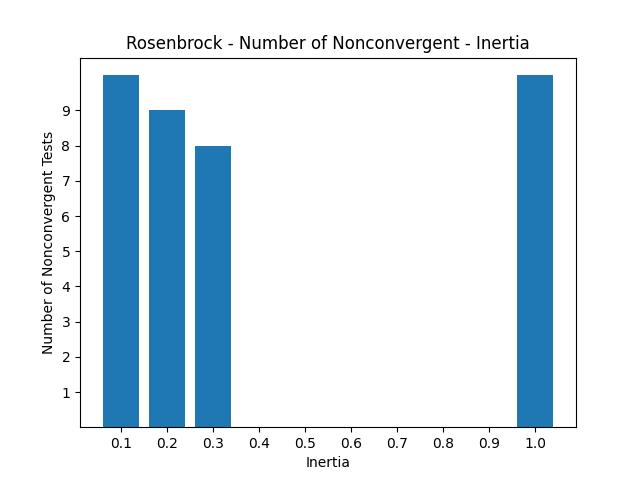 Rosenbrock - Number of Nonconvergent - Inertia
Number of Nonconvergent Tests
9
8
7
6
5
4
3
2
1
0.1 0.2 0.3 0.4 0.5 0.6 0.7 0.8 0.9 1.0
Inertia